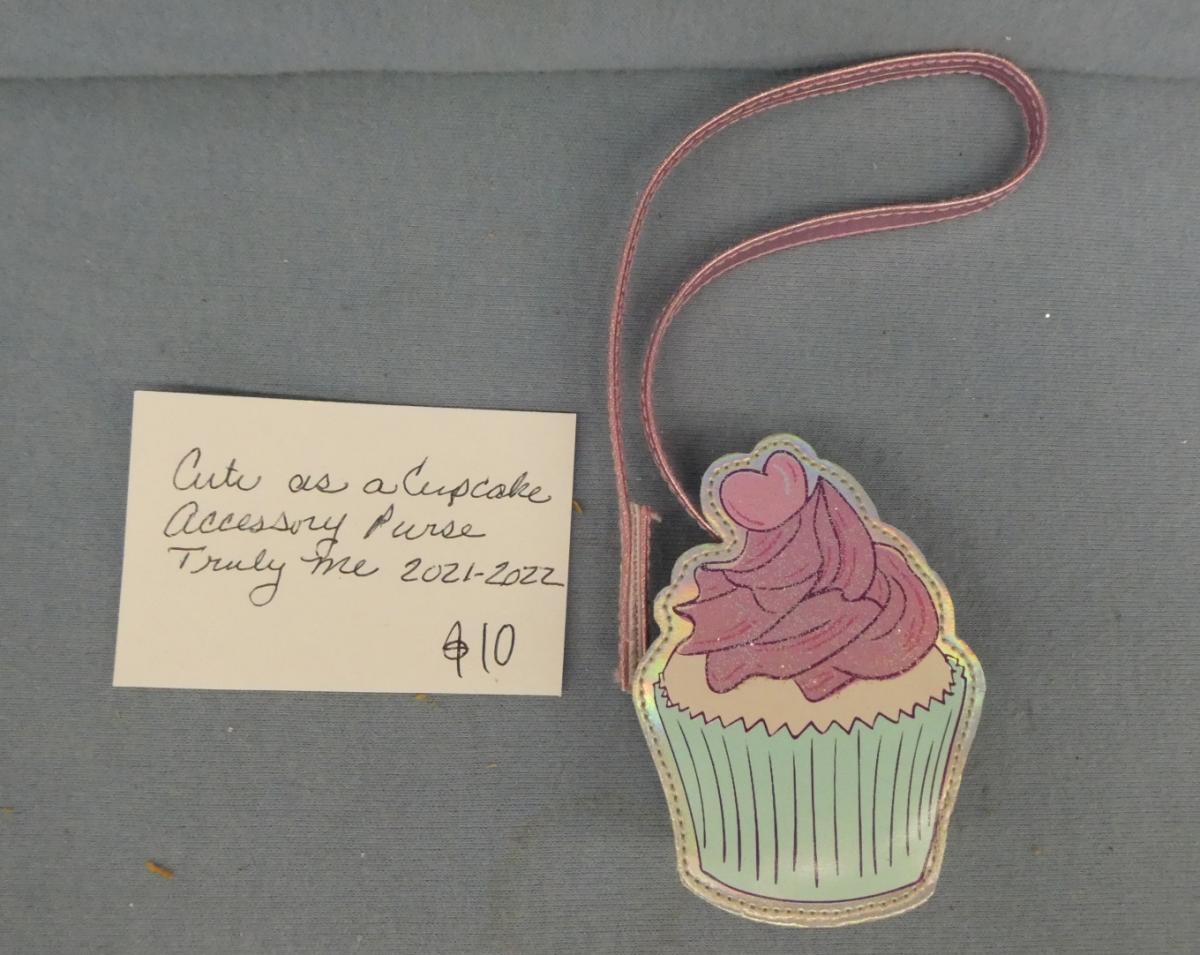 Cute as a Cupcake
Accessory Purse
Truly Me 2021-2022
$10